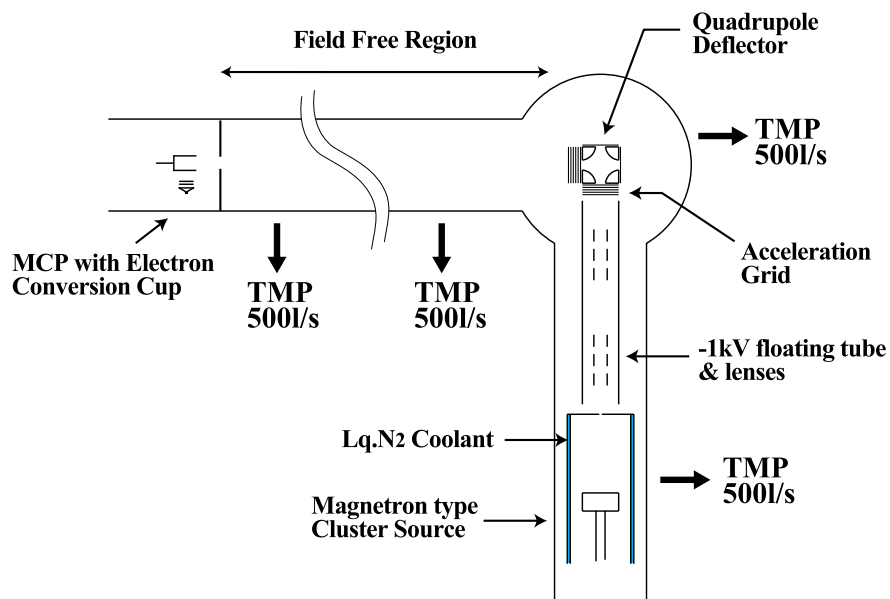 Quadrupole
Deflector
Field Free Region
TMP
500l/s
MCP with Electron
Conversion Cup
TMP
500l/s
TMP
500l/s
Acceleration
Grid
-1kV floating tube
& lenses
Lq.N2 Coolant
TMP
500l/s
Magnetron type
Cluster Source